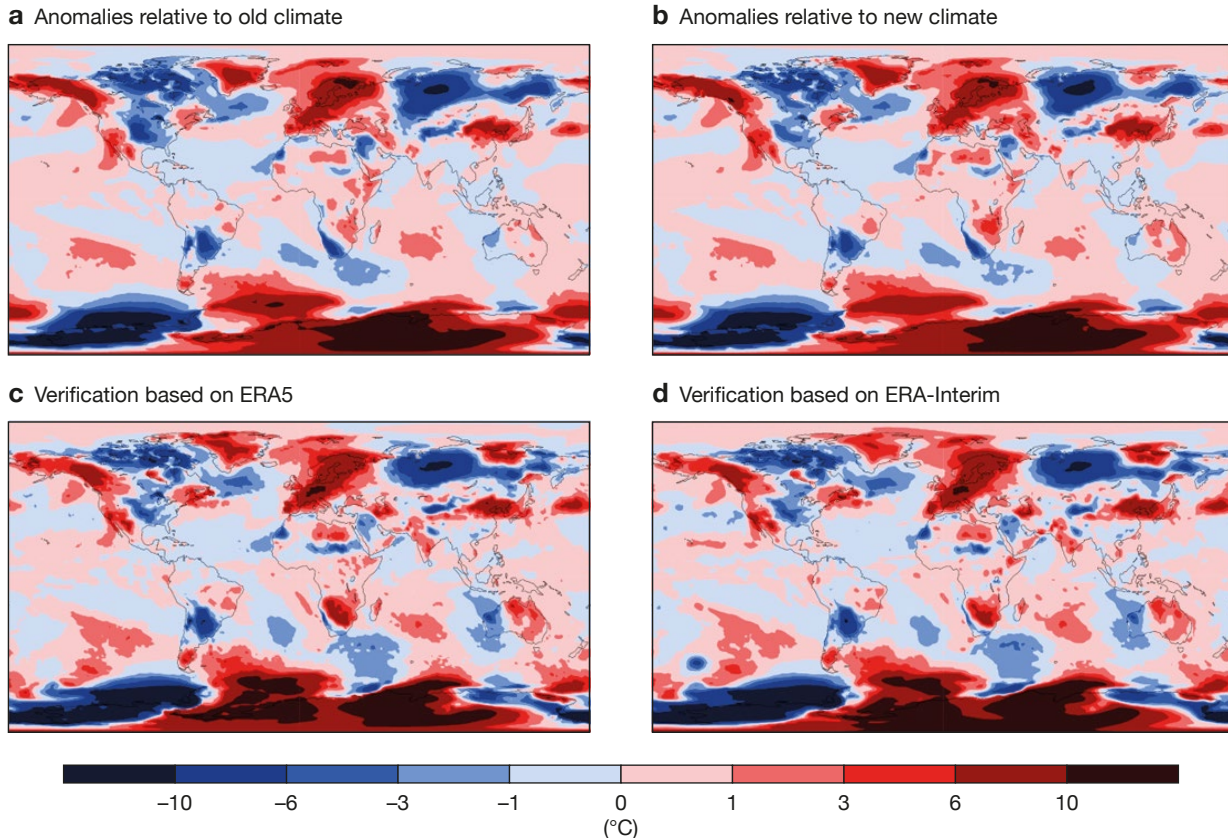 a Anomalies relative to old climate
b Anomalies relative to new climate
c Verification based on ERA5
d Verification based on ERA-Interim
–10 –6 –3 –1 0 1 3 6 10
(°C)